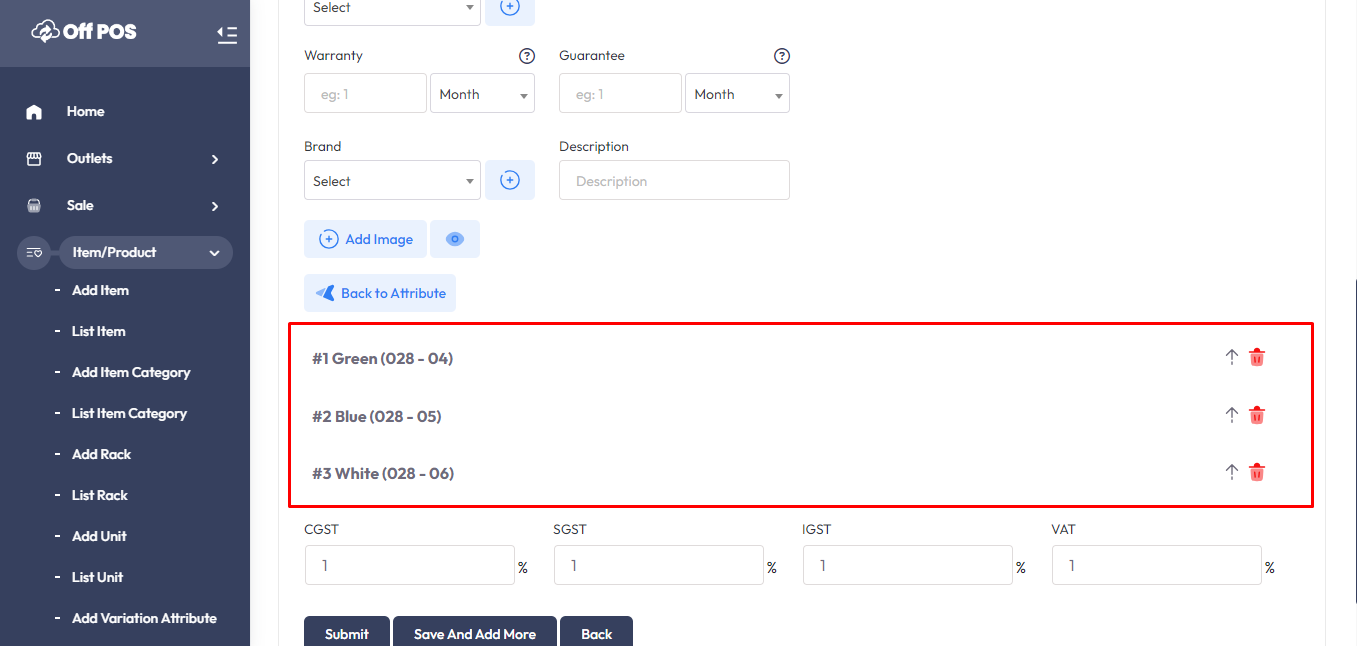 Off POS
Home
Outlets
Sale
Item/Product
- Add Item
- List Item
- Add Item Category
- List Item Category
- Add Rack
- List Rack
- Add Unit
- List Unit
- Add Variation Attribute
Select
Warranty ? Guarantee ?
eg: 1 Month eg: 1 Month
Brand Description
Select Description
Add Image
Back to Attribute
#1 Green (028 - 04)
#2 Blue (028 - 05)
#3 White (028 - 06)
CGST SGST IGST VAT
1 % 1 % 1 % 1 %
Submit Save And Add More Back